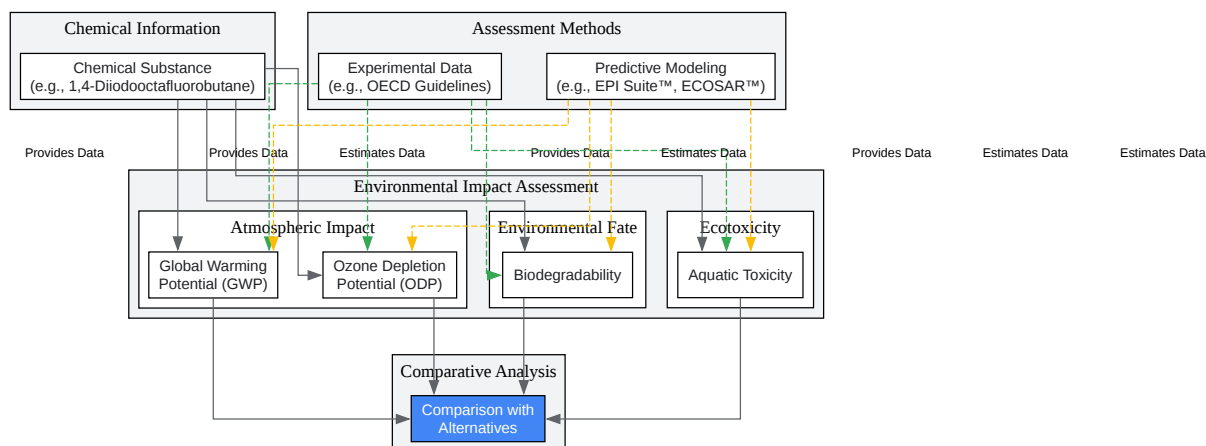 Chemical Information
Assessment Methods
Chemical Substance
(e.g., 1,4-Diiodooctafluorobutane)
Experimental Data
(e.g., OECD Guidelines)
Predictive Modeling
(e.g., EPI Suite™, ECOSAR™)
Provides Data
Provides Data
Estimates Data
Provides Data
Estimates Data
Provides Data
Estimates Data
Estimates Data
Environmental Impact Assessment
Atmospheric Impact
Environmental Fate
Ecotoxicity
Global Warming
Potential (GWP)
Ozone Depletion
Potential (ODP)
Biodegradability
Aquatic Toxicity
Comparative Analysis
Comparison with
Alternatives